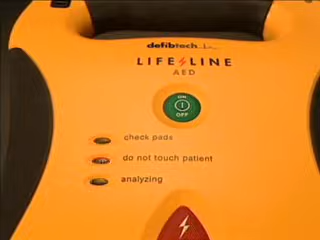 defibtech
LIFELINE
AED
ON
OFF
check pads
do not touch patient
analyzing